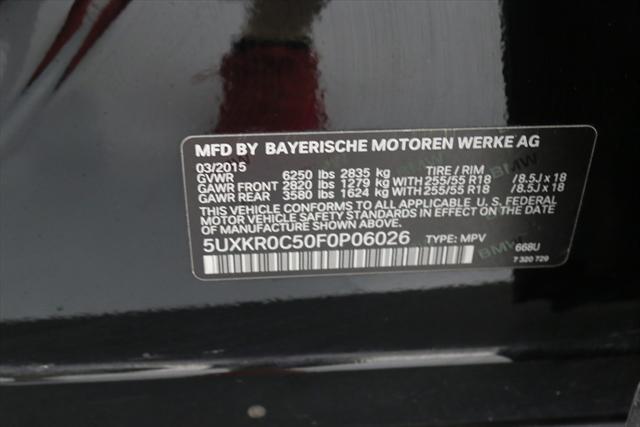 MFD BY BAYERISCHE MOTOREN WERKE AG
03/2015
GVWR 6250 lbs 2835 kg TIRE / RIM
GAWR FRONT 2820 lbs 1279 kg WITH 255/55 R18 /8.5J x 18
GAWR REAR 3580 lbs 1624 kg WITH 255/55 R18 /8.5J x 18
THIS VEHICLE CONFORMS TO ALL APPLICABLE U.S. FEDERAL
MOTOR VEHICLE SAFETY STANDARDS IN EFFECT ON THE DATE
OF MANUFACTURE SHOWN ABOVE.
5UXKR0C50F0P06026 TYPE: MPV 668U
7 320 729